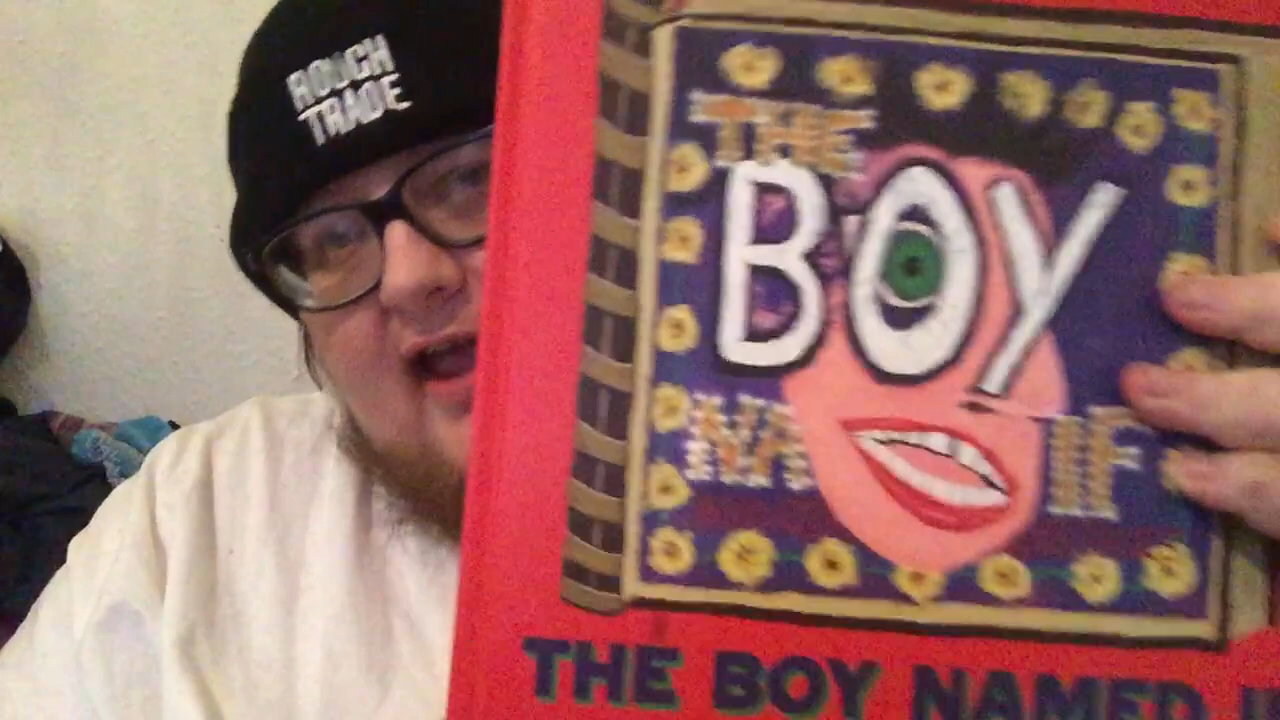 ROUGH
TRADE
THE
BOY
NA IF
THE BOY NAMED I